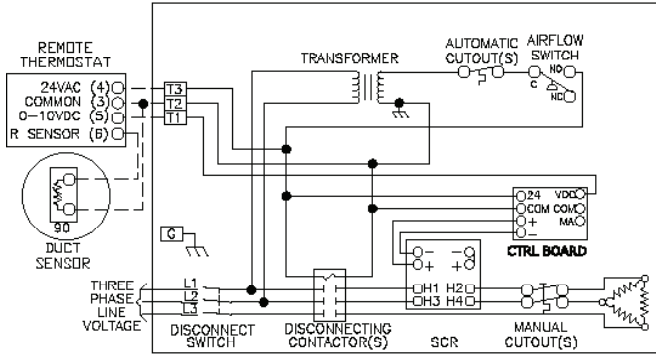 REMOTE
THERMOSTAT
24VAC (4)
COMMON (3)
0-10VDC (5)
R SENSOR (6)
90
DUCT
SENSOR
T3
T2
T1
TRANSFORMER
AUTOMATIC
CUTOUT(S)
AIRFLOW
SWITCH
NO
C
NC
24 VDC
COM COM
+ MA
-
CTRL BOARD
G
- -
+ +
H1 H2
H3 H4
SCR
THREE
PHASE
LINE
VOLTAGE
L1
L2
L3
DISCONNECT
SWITCH
DISCONNECTING
CONTACTOR(S)
MANUAL
CUTOUT(S)